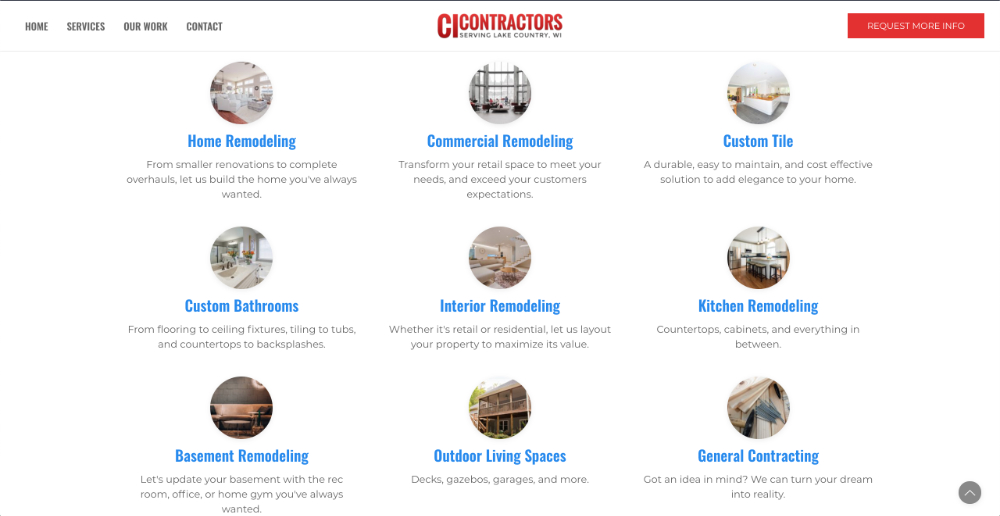 HOME SERVICES OUR WORK CONTACT
CICONTRACTORS
SERVING LAKE COUNTRY, WI
REQUEST MORE INFO
Home Remodeling
From smaller renovations to complete
overhauls, let us build the home you've always
wanted.
Commercial Remodeling
Transform your retail space to meet your
needs, and exceed your customers
expectations.
Custom Tile
A durable, easy to maintain, and cost effective
solution to add elegance to your home.
Custom Bathrooms
From flooring to ceiling fixtures, tiling to tubs,
and countertops to backsplashes.
Interior Remodeling
Whether it's retail or residential, let us layout
your property to maximize its value.
Kitchen Remodeling
Countertops, cabinets, and everything in
between.
Basement Remodeling
Let's update your basement with the rec
room, office, or home gym you've always
wanted.
Outdoor Living Spaces
Decks, gazebos, garages, and more.
General Contracting
Got an idea in mind? We can turn your dream
into reality.